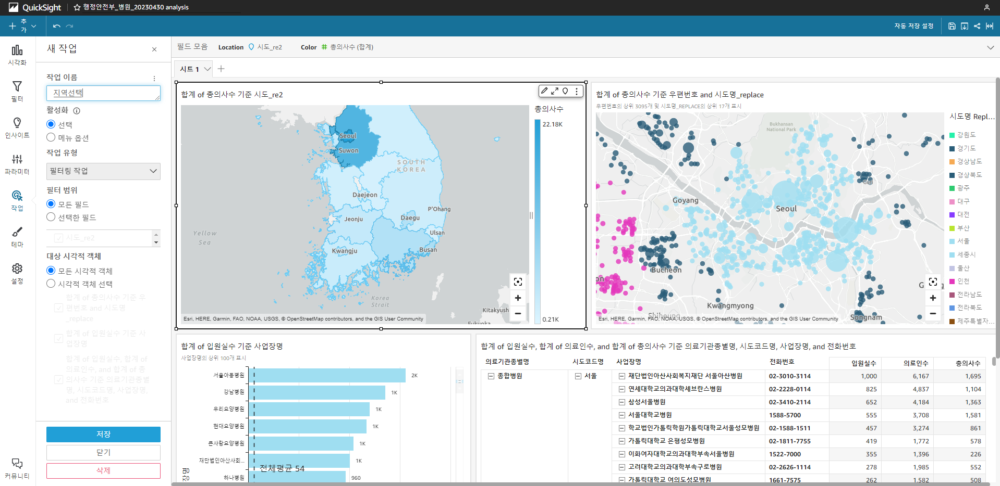 QuickSight
행정안전부_병원_20230430 analysis
추가
자동 저장 설정
시각화
필터
인사이트
파라미터
작업
테마
설정
커뮤니티
새 작업
작업 이름
지역선택
활성화
선택
메뉴 옵션
작업 유형
필터링 작업
필터 범위
모든 필드
선택한 필드
시도_re2
대상 시각적 객체
모든 시각적 객체
시각적 객체 선택
합계 of 총의사수 기준 우
편번호 and 시도명
_replace
합계 of 입원실수 기준 사
업장명
합계 of 입원실수, 합계 of
의료인수, and 합계 of 총
의사수 기준 의료기관종별
명, 시도코드명, 사업장명,
and 전화번호
저장
닫기
삭제
필드 모음
Location 시도_re2
Color 총의사수 (합계)
시트 1
합계 of 총의사수 기준 시도_re2
총의사수
22.18K
0.21K
Seoul
Suwon
SOUTH
KOREA
Daejeon
P'Ohang
Jeonju
Daegu
Yellow
Sea
Ulsan
Kwangju
Busan
Korea
Strait
Kitakyush
Fukuoka
Esri, HERE, Garmin, FAO, NOAA, USGS, © OpenStreetMap contributors, and the GIS User Community
합계 of 총의사수 기준 우편번호 and 시도명_replace
우편번호의 상위 3095개 및 시도명_REPLACE의 상위 17개 표시
Bukhansan
National Park
Guri
Goyang
Seoul
Bucheon
on
Kwangmyong
Shiheung
Songnam
Esri, HERE, Garmin, FAO, NOAA, USGS, © OpenStreetMap contributors, and the GIS User Community
시도명 Repl...
강원도
경기도
경상남도
경상북도
광주
대구
대전
부산
서울
세종시
울산
인천
전라남도
전라북도
제주특별자...
합계 of 입원실수 기준 사업장명
사업장명의 상위 100개 표시
서울아동병원 2K
강남병원 1K
우리요양병원 1K
현대요양병원 1K
큰사랑요양병원 1K
재단법인아산사회... 1K
하나병원 960
전체평균 54
장명
합계 of 입원실수, 합계 of 의료인수, and 합계 of 총의사수 기준 의료기관종별명, 시도코드명, 사업장명, and 전화번호
의료기관종별명 시도코드명 사업장명 전화번호 입원실수 의료인수 총의사수
종합병원 서울 재단법인아산사회복지재단 서울아산병원 02-3010-3114 1,000 6,167 1,695
연세대학교의과대학세브란스병원 02-2228-0114 825 4,837 1,104
삼성서울병원 02-3410-2114 652 4,184 1,363
서울대학교병원 1588-5700 555 3,708 1,581
학교법인가톨릭학원가톨릭대학교서울성모병원 02-1588-1511 457 3,274 861
가톨릭대학교 은평성모병원 02-1811-7755 419 1,772 578
이화여자대학교의과대학부속서울병원 1522-7000 355 1,396 226
고려대학교의과대학부속구로병원 02-2626-1114 278 1,985 552
가톨릭대학교 여의도성모병원 1661-7575 262 1,582 508